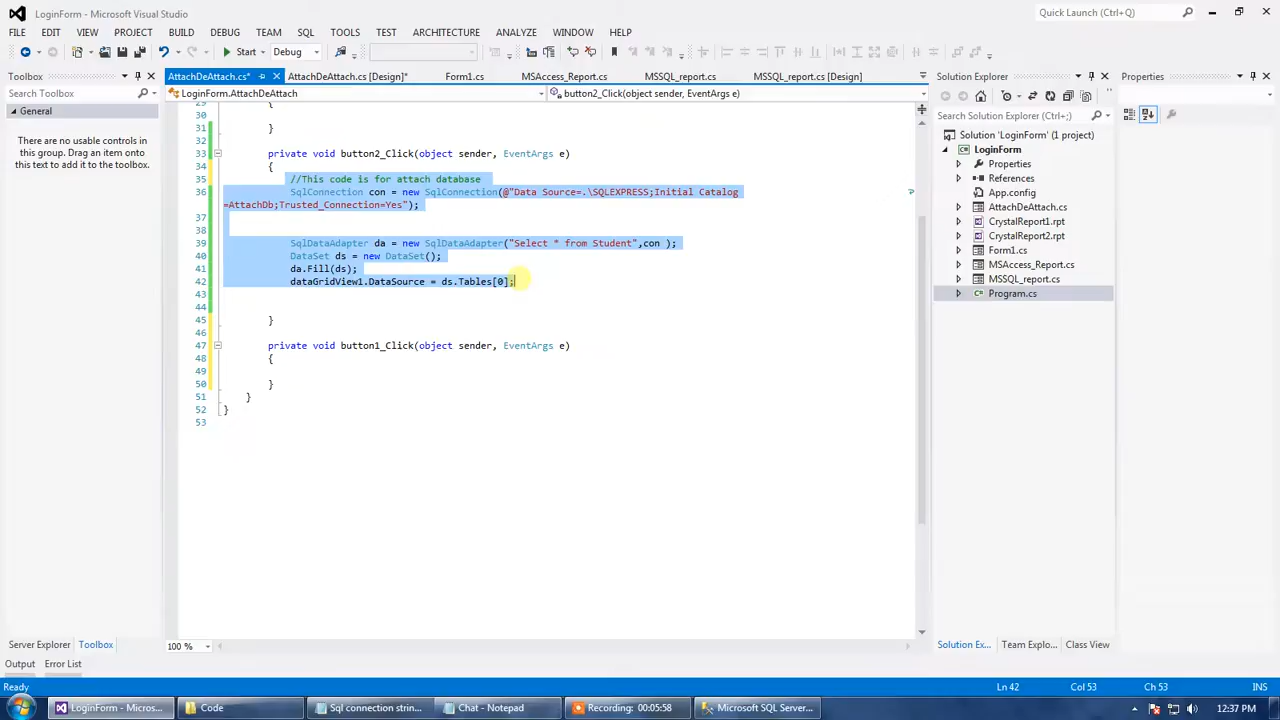 LoginForm - Microsoft Visual Studio
Quick Launch (Ctrl+Q)
FILE EDIT VIEW PROJECT BUILD DEBUG TEAM SQL TOOLS TEST ARCHITECTURE ANALYZE WINDOW HELP
Start Debug
Toolbox
Search Toolbox
General
There are no usable controls in
this group. Drag an item onto
this text to add it to the toolbox.
AttachDeAttach.cs* AttachDeAttach.cs [Design]* Form1.cs MSAccess_Report.cs MSSQL_report.cs MSSQL_report.cs [Design]
LoginForm.AttachDeAttach button2_Click(object sender, EventArgs e)
29 {
30
31 }
32
33 private void button2_Click(object sender, EventArgs e)
34 {
35 //This code is for attach database
36 SqlConnection con = new SqlConnection(@"Data Source=.\SQLEXPRESS;Initial Catalog
=AttachDb;Trusted_Connection=Yes");
37
38
39 SqlDataAdapter da = new SqlDataAdapter("Select * from Student",con );
40 DataSet ds = new DataSet();
41 da.Fill(ds);
42 dataGridView1.DataSource = ds.Tables[0];
43
44
45 }
46
47 private void button1_Click(object sender, EventArgs e)
48 {
49
50 }
51 }
52 }
53
100 %
Solution Explorer
Search Solution Explorer (Ctrl+;)
Solution 'LoginForm' (1 project)
LoginForm
Properties
References
App.config
AttachDeAttach.cs
CrystalReport1.rpt
CrystalReport2.rpt
Form1.cs
MSAccess_Report.cs
MSSQL_report.cs
Program.cs
Properties
Server Explorer Toolbox
Solution Ex... Team Explo... Class View
Output Error List
Ready Ln 42 Col 53 Ch 53 INS
LoginForm - Micros... Code Sql connection strin... Chat - Notepad Recording: 00:05:58 Microsoft SQL Server... 12:37 PM